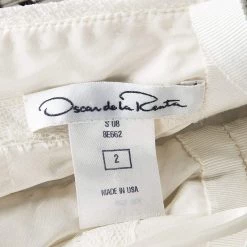 Oscar de la Renta
S'08
8E662
2
MADE IN USA